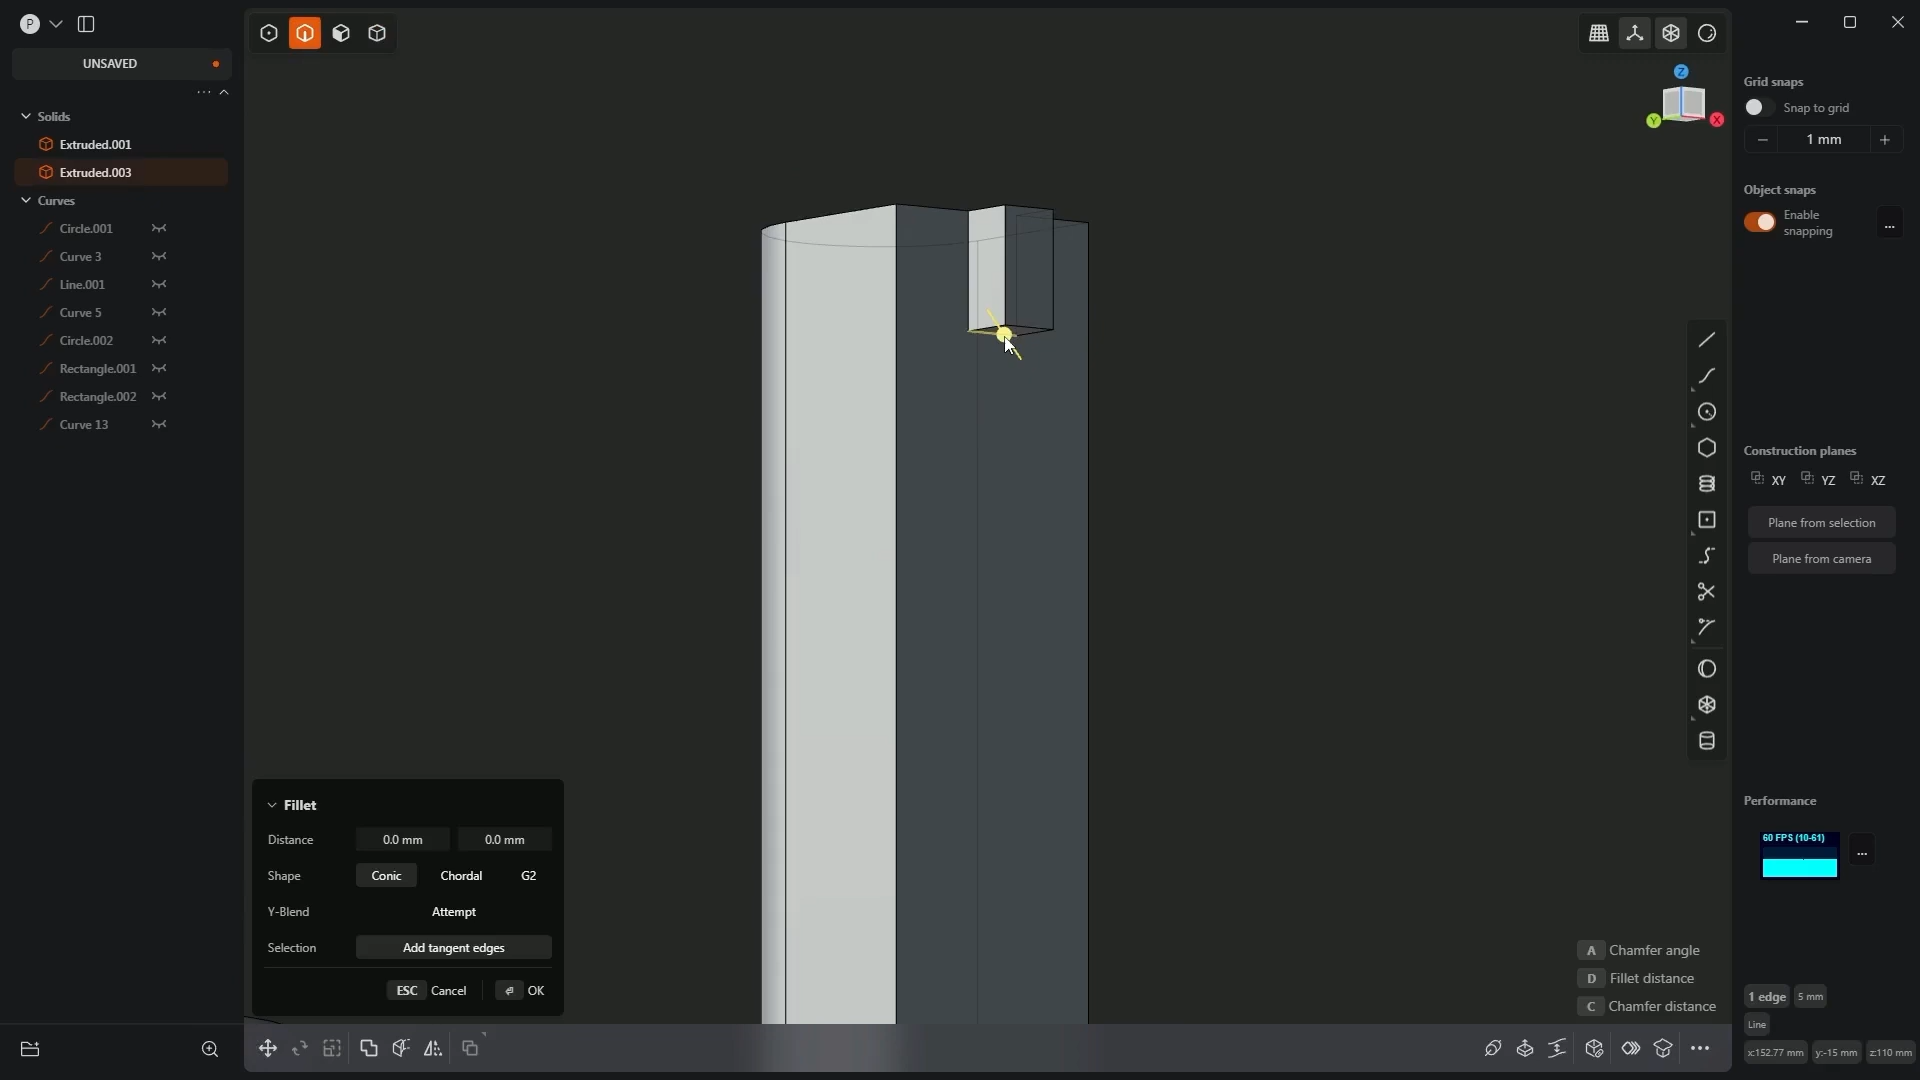 P
UNSAVED
Solids
Extruded.001
Extruded.003
Curves
Circle.001
Curve 3
Line.001
Curve 5
Circle.002
Rectangle.001
Rectangle.002
Curve 13
Z
Y
X
Grid snaps
Snap to grid
− 1 mm +
Object snaps
Enable
snapping
...
Construction planes
XY YZ XZ
Plane from selection
Plane from camera
Performance
60 FPS (10-61)
...
Fillet
Distance 0.0 mm 0.0 mm
Shape Conic Chordal G2
Y-Blend Attempt
Selection Add tangent edges
ESC Cancel OK
A Chamfer angle
D Fillet distance
C Chamfer distance
1 edge 5 mm
Line
x:152.77 mm y:-15 mm z:110 mm